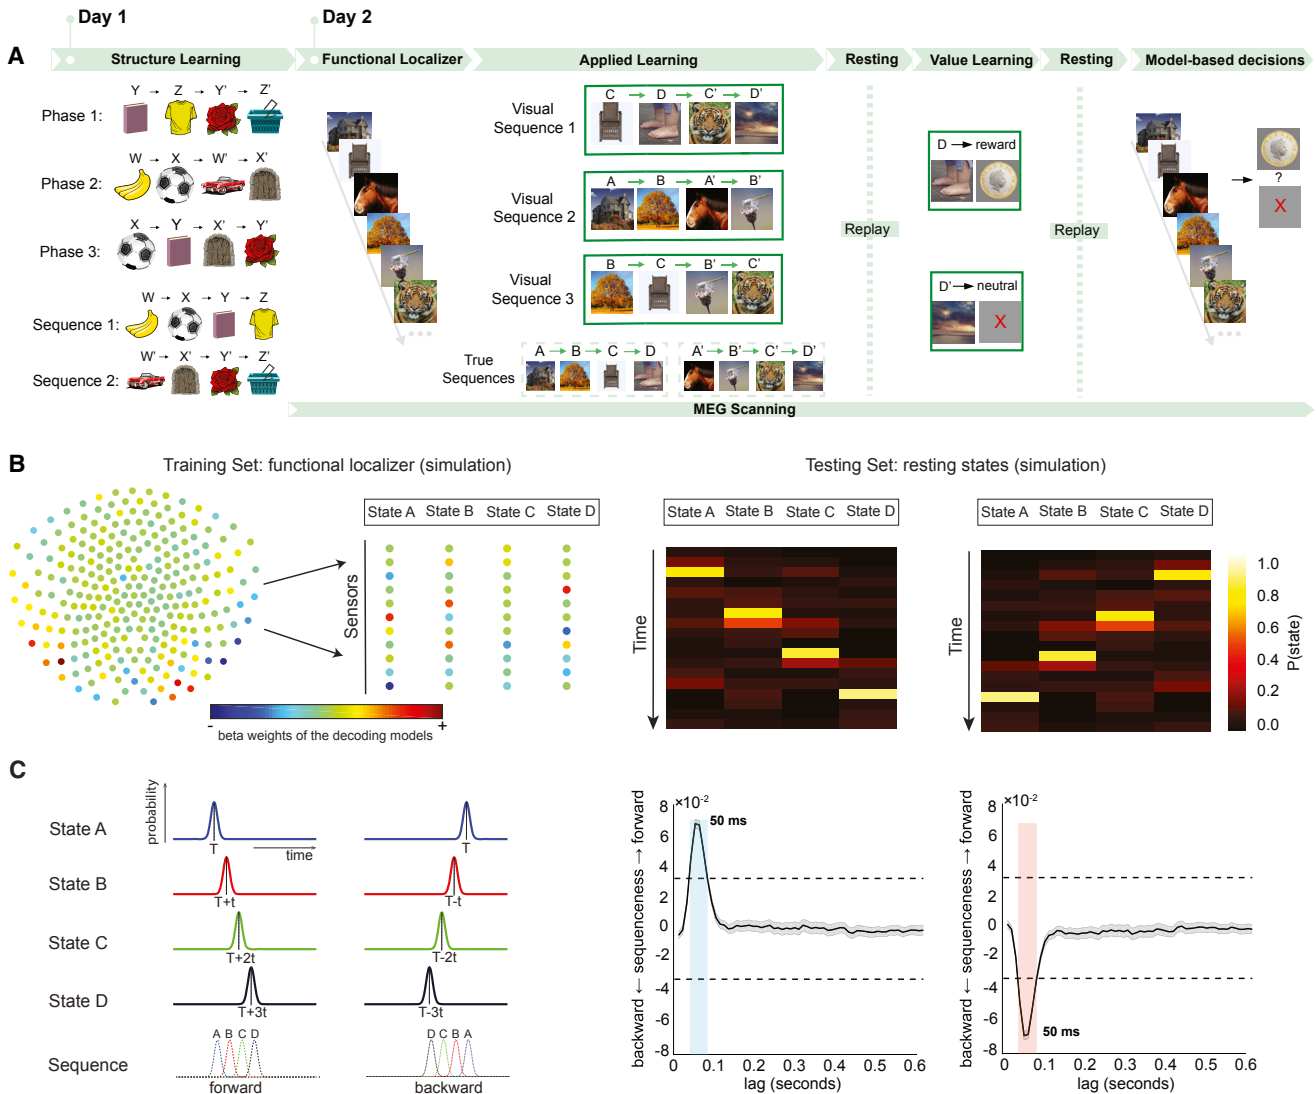 Day 1
Day 2
A
Structure Learning
Functional Localizer
Applied Learning
Resting
Value Learning
Resting
Model-based decisions
Phase 1:
Y → Z → Y' → Z'
Phase 2:
W → X → W' → X'
Phase 3:
X → Y → X' → Y'
Sequence 1:
W → X → Y → Z
Sequence 2:
W' → X' → Y' → Z'
Visual
Sequence 1
C → D → C' → D'
Visual
Sequence 2
A → B → A' → B'
Visual
Sequence 3
B → C → B' → C'
True
Sequences
A → B → C → D
A' → B' → C' → D'
Replay
D → reward
D' → neutral
X
Replay
?
X
MEG Scanning
B
Training Set: functional localizer (simulation)
State A State B State C State D
Sensors
- +
beta weights of the decoding models
Testing Set: resting states (simulation)
State A State B State C State D
Time
State A State B State C State D
Time
1.0
0.8
0.6
0.4
0.2
0.0
P(state)
C
probability
time
State A
T
T
State B
T+t
T-t
State C
T+2t
T-2t
State D
T+3t
T-3t
Sequence
A B C D
D C B A
forward
backward
backward ← sequenceness → forward
×10-2
8
6
4
2
0
-2
-4
-6
-8
50 ms
0 0.1 0.2 0.3 0.4 0.5 0.6
lag (seconds)
backward ← sequenceness → forward
×10-2
8
6
4
2
0
-2
-4
-6
-8
50 ms
0 0.1 0.2 0.3 0.4 0.5 0.6
lag (seconds)